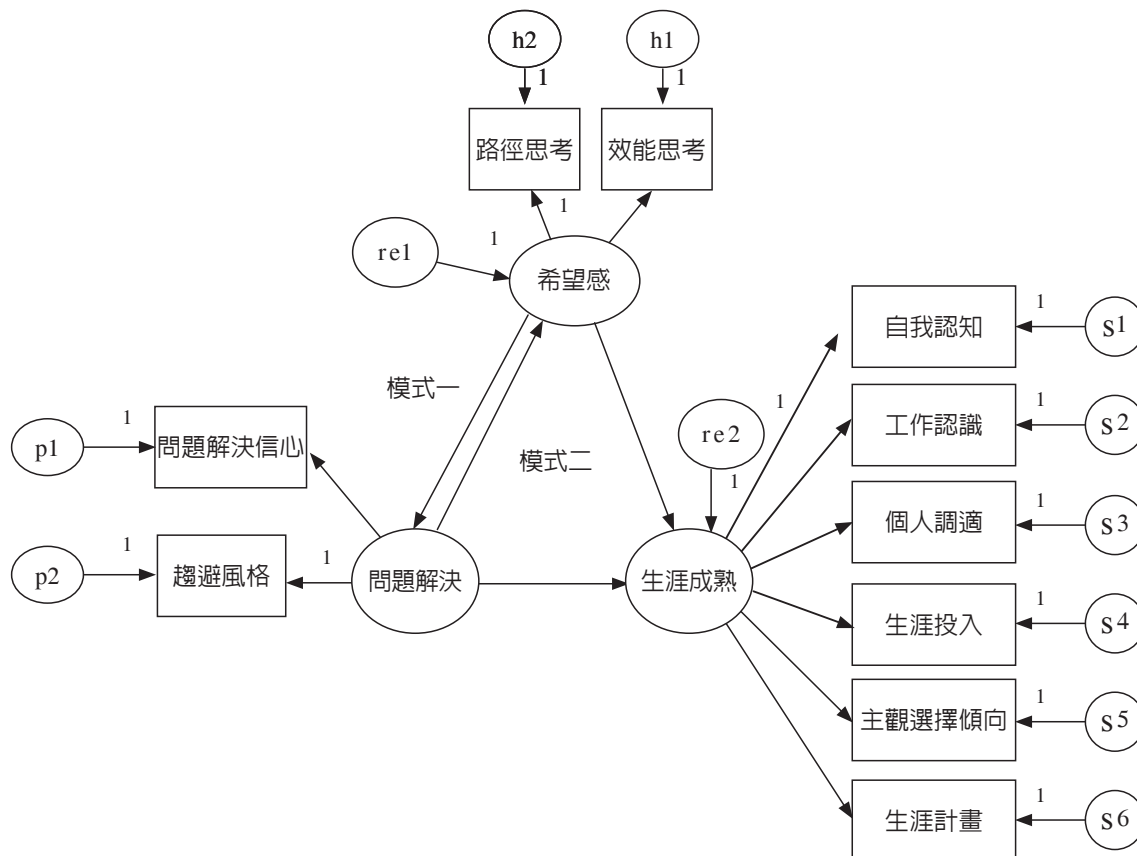 h2
h1
1
1
路徑思考
效能思考
1
1
re1
希望感
自我認知
1
s1
模式一
1
p1
問題解決信心
模式二
re2
1
1
工作認識
1
s2
個人調適
1
s3
1
p2
趨避風格
1
問題解決
生涯成熟
生涯投入
1
s4
主觀選擇傾向
1
s5
生涯計畫
1
s6